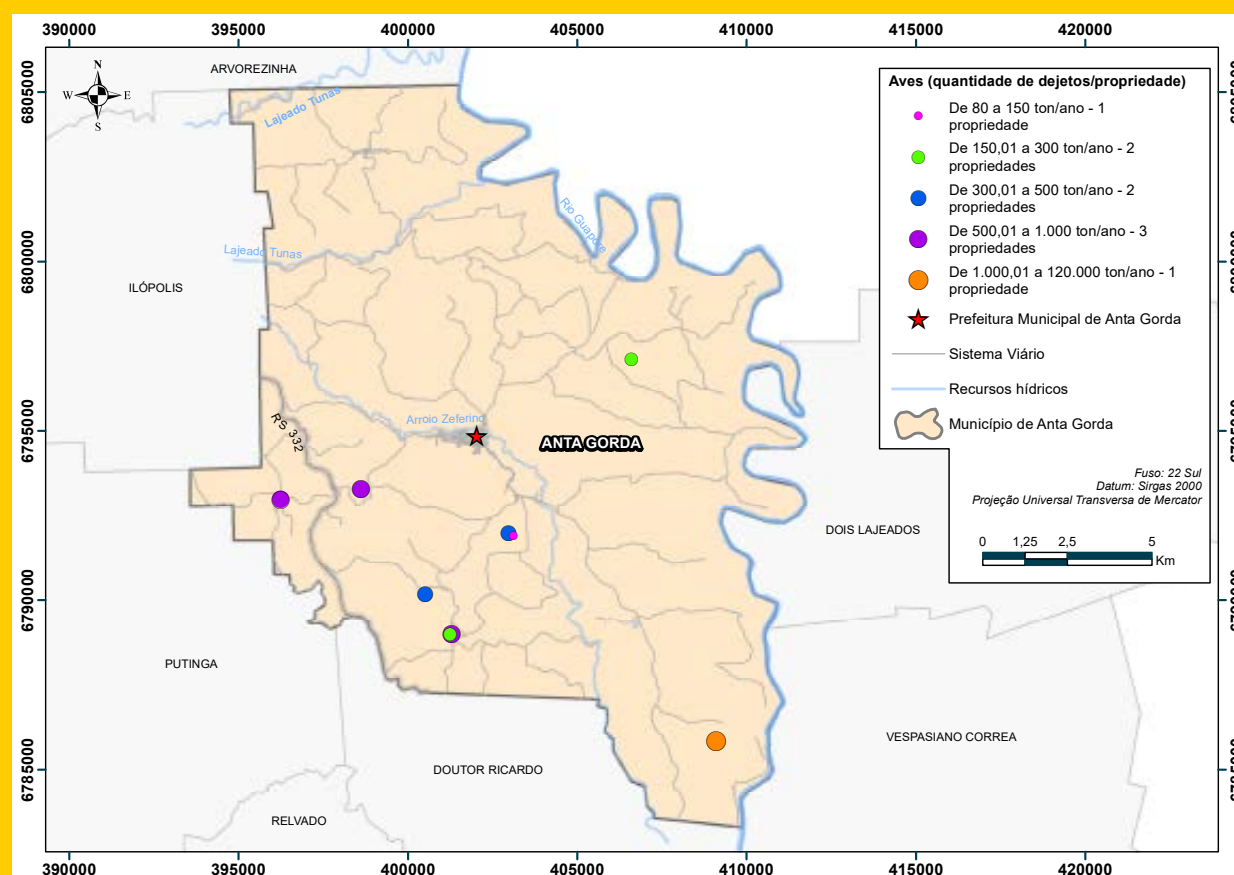 390000 395000 400000 405000 410000 415000 420000
6805000
6800000
6795000
6790000
6785000
N
W E
S
ARVOREZINHA
Lajeado Tunas
Rio Guaporé
Lajeado Tunas
ILÓPOLIS
RS 332
Arroio Zeferino
ANTA GORDA
DOIS LAJEADOS
PUTINGA
DOUTOR RICARDO
VESPASIANO CORREA
RELVADO
Aves (quantidade de dejetos/propriedade)
De 80 a 150 ton/ano - 1
propriedade
De 150,01 a 300 ton/ano - 2
propriedades
De 300,01 a 500 ton/ano - 2
propriedades
De 500,01 a 1.000 ton/ano - 3
propriedades
De 1.000,01 a 120.000 ton/ano - 1
propriedade
Prefeitura Municipal de Anta Gorda
Sistema Viário
Recursos hídricos
Município de Anta Gorda
Fuso: 22 Sul
Datum: Sirgas 2000
Projeção Universal Transversa de Mercator
0 1,25 2,5 5
Km
6805000
6800000
6795000
6790000
6785000
390000 395000 400000 405000 410000 415000 420000